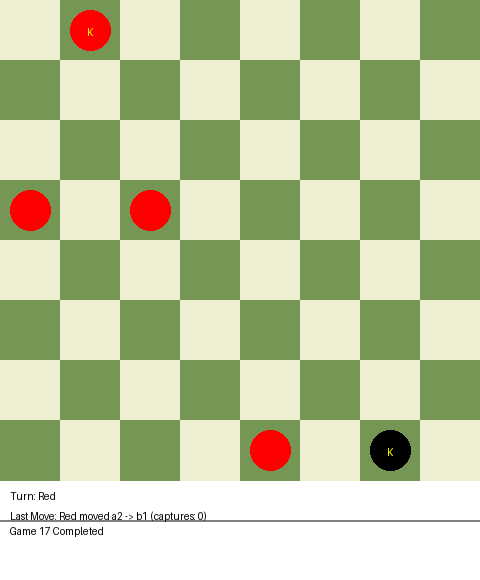 K
K
Turn: Red
Last Move: Red moved a2 -> b1 (captures: 0)
Game 17 Completed